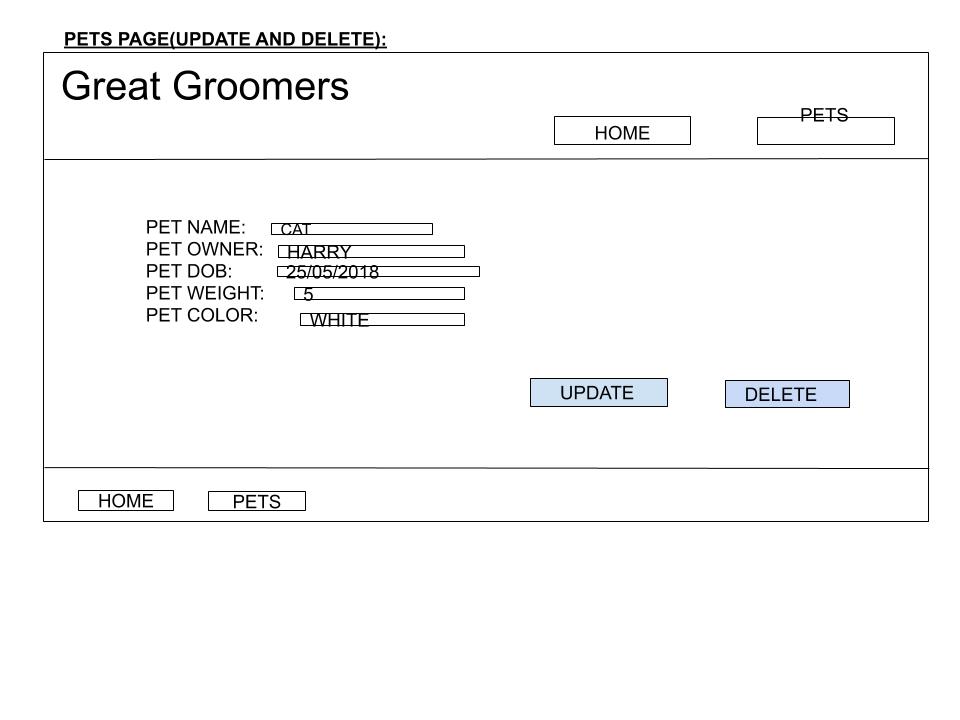 PETS PAGE(UPDATE AND DELETE):
Great Groomers
HOME
PETS
PET NAME: CAT
PET OWNER: HARRY
PET DOB: 25/05/2018
PET WEIGHT: 5
PET COLOR: WHITE
UPDATE
DELETE
HOME
PETS